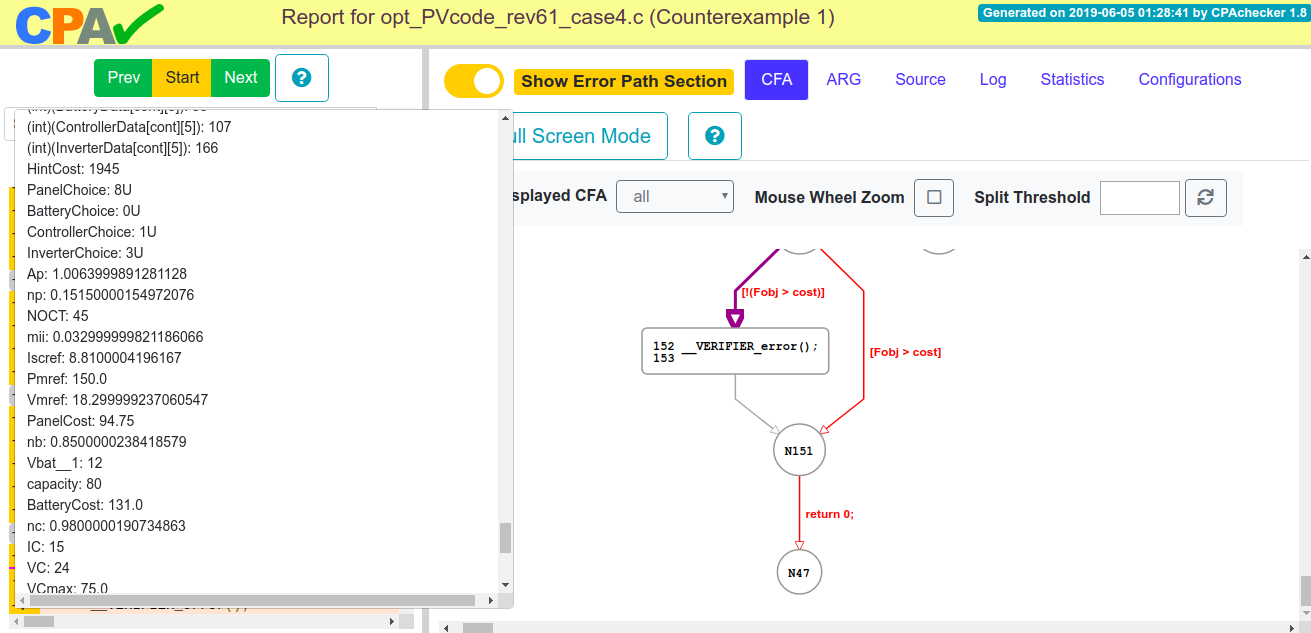 CPA
Report for opt_PVcode_rev61_case4.c (Counterexample 1)
Generated on 2019-06-05 01:28:41 by CPAchecker 1.8
Prev Start Next ?
Show Error Path Section CFA ARG Source Log Statistics Configurations
ull Screen Mode ?
splayed CFA all Mouse Wheel Zoom Split Threshold
(int)(ControllerData[cont][5]): 107
(int)(InverterData[cont][5]): 166
HintCost: 1945
PanelChoice: 8U
BatteryChoice: 0U
ControllerChoice: 1U
InverterChoice: 3U
Ap: 1.0063999891281128
np: 0.15150000154972076
NOCT: 45
mii: 0.032999999821186066
Iscref: 8.8100004196167
Pmref: 150.0
Vmref: 18.299999237060547
PanelCost: 94.75
nb: 0.8500000238418579
Vbat__1: 12
capacity: 80
BatteryCost: 131.0
nc: 0.9800000190734863
IC: 15
VC: 24
VCmax: 75.0
[!(Fobj > cost)]
152 __VERIFIER_error();
153
[Fobj > cost]
N151
return 0;
N47